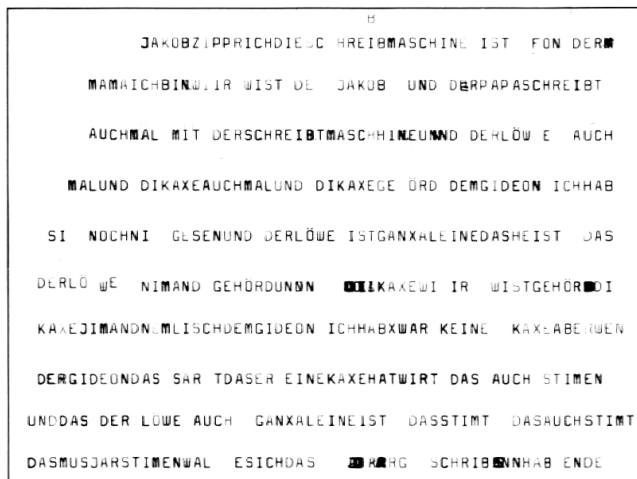 B
JAKOBZIPPRICHDIESC HREIBMASCHINE IST FON DER
MAMAICHBINWIIR WIST DE JAKOB UND DERPAPASCHREIBT
AUCHMAL MIT DERSCHREIBTMASCHHINEUNND DERLÖW E AUCH
MALUND DIKAXEAUCHMALUND DIKAXEGE ÖRD DEMGIDEON ICHHAB
SI NOCHNI GESENUND DERLÖWE ISTGANXALEINEDASHEIST DAS
DERLÖ WE NIMAND GEHÖRDUNNN KAXEWI IR WISTGEHÖR DI
KAXEJIMANDNEMLISCHDEMGIDEON ICHHABXWAR KEINE KAXEABERWEN
DERGIDEONDAS SAR TDASER EINEKAXEHATWIRT DAS AUCH STIMEN
UNDDAS DER LÖWE AUCH GANXALEINEIST DASSTIMT DASAUCHSTIMT
DASMUSJARSTIMENWAL ESICHDAS SCHRIBENNHAB ENDE